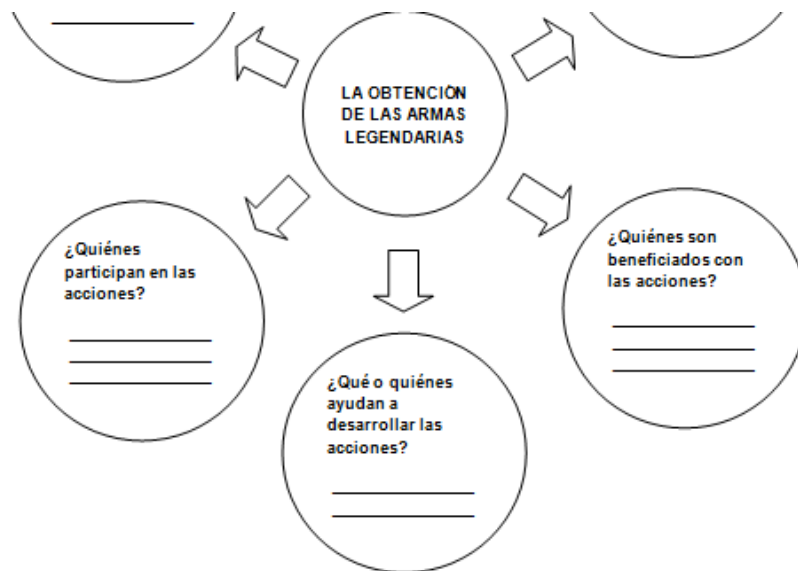 LA OBTENCIÓN
DE LAS ARMAS
LEGENDARIAS
¿Quiénes
participan en las
acciones?
¿Quiénes son
beneficiados con
las acciones?
¿Qué o quiénes
ayudan a
desarrollar las
acciones?